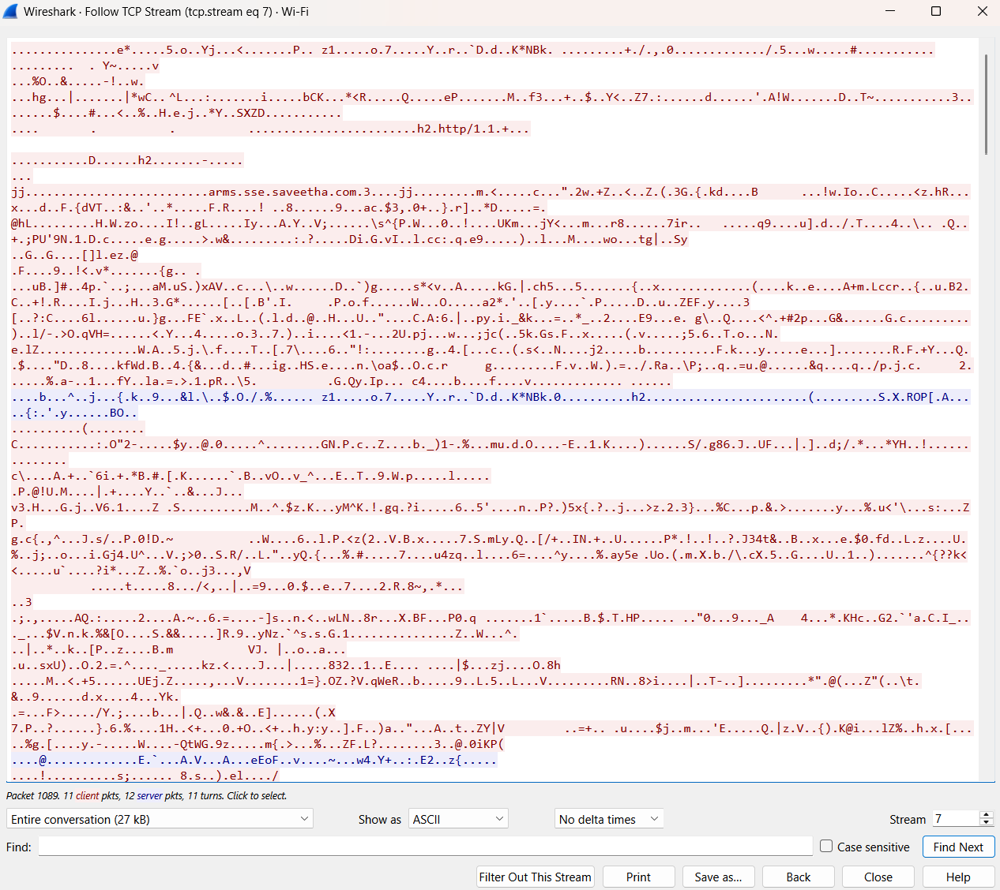 Wireshark · Follow TCP Stream (tcp.stream eq 7) · Wi-Fi
...............e*.....5.o..Yj...<.......P.. z1.....o.7.....Y..r..`D.d..K*NBk. .........+./.,.0............./.5...w.....#...........
......... . Y~.....v
...%O..&.....-!..w.
...hg...|.......|*wC.. ^L...:.......i.....bCK...*<R.....Q.....eP.......M..f3...+..$..Y<..Z7.:......d......'.A!W.......D..T~...........3..
......$....#...<..%..H.e.j..*Y..SXZD...........
.... . . ........................h2.http/1.1.+...
...........D......h2.......-.....
...
jj.........................arms.sse.saveetha.com.3....jj.........m.<.....c...".2w.+Z..<..Z.(.3G.{.kd....B ...!w.Io..C.....<z.hR...
x...d..F.{dVT..:&..'..*.....F.R....! ..8......9...ac.$3,.0+..}.r]..*D.....=.
@hL.........H.W.zo....I!..gL.....Iy...A.Y..V;......\s^{P.W...0..!....UKm...jY<...m...r8......7ir.. .....q9....u].d../.T....4..\.. .Q..
+.;PU'9N.1.D.c.....e.g.....>.w&.........:.?.....Di.G.vI..l.cc:.q.e9.....)..l...M....wo...tg|..Sy
..G..G....[]l.ez.@
.F....9..!<.v*.......{g.. .
...uB.]#..4p.`..;...aM.uS.)xAV..c...\..w......D..`)g.....s*<v..A.....kG.|.ch5...5.......{..x.............(....k..e....A+m.Lccr..{..u.B2.
C..+!.R....I.j...H..3.G*......[..[.B'.I. .P.o.f......W...O.....a2*.'..[.y....`.P.....D..u..ZEF.y....3
[..?:C....6l......u.}g...FE`.x..L..(.l.d..@..H...U.."....C.A:6.|..py.i._&k...=..*_..2....E9...e. g\..Q....<^.+#2p...G&......G.c.........
)..l/-.>O.qVH=......<.Y...4.....o.3..7.)..i....<1.-...2U.pj...w...;jc(..5k.Gs.F..x.....(.v.....;5.6..T.o...N.
e.lZ............W.A..5.j.\.f....T..[.7\....6.."!:........g..4.[...c..(.s<..N....j2.....b.........F.k...y.....e...]........R.F.+Y...Q.
.$...."D..8....kfWd.B..4.{&...d..#...ig..HS.e....n.\oa$..O.c.r g.........F.v..W.).=../.Ra..\P;..q..=u.@......&q....q../p.j.c. 2.
.....%.a-..1...fY..la.=.>.1.pR..\5. .G.Qy.Ip... c4....b....f....v............. ......
....b...^..j...{.k..9...&l.\..$.O./.%...... z1.....o.7.....Y..r..`D.d..K*NBk.0..........h2.......................(.........S.X.ROP[.A....
..{:.'.y......BO..
..........(........
C...........:.O"2-.....$y..@.0.....^........GN.P.c..Z....b._)1-.%...mu.d.O....-E..1.K....)......S/.g86.J..UF...|.]..d;/.*...*YH..!......
........
c\....A.+..`6i.+.*B.#.[.K......`.B..vO..v_^...E..T..9.W.p.....l.....
.P.@!U.M....|.+....Y..`..&...J...
v3.H...G.j..V6.1....Z .S..........M..^.$z.K...yM^K.!.gq.?i.....6..5'....n..P?.)5x{.?..j...>z.2.3}...%C...p.&.>.......y...%.u<'\...s:...Z
P.
g.c{.,^...J.s/..P.0!D.~ ..W....6..l.P.<z(2..V.B.x.....7.S.mLy.Q..[/+..IN.+..U......P*.!..!..?.J34t&..B..x...e.$0.fd..L.z....U.
%..j;..o...i.Gj4.U^...V.;>0..S.R/..L."..yQ.{...%.#.....7....u4zq..l....6=....^y....%.ay5e .Uo.(.m.X.b./\.cX.5..G....U..1..).......^{??k<
<.....u`....?i*...Z..%.`o..j3...,V
.....t.....8.../<,..|..=9...0.$..e..7....2.R.8~,.*...
..3
.;.,.....AQ.:.....2....A.~..6.=....-]s..n.<..wLN..8r...X.BF...P0.q .......1`.....B.$.T.HP..... .."0...9..._A 4...*.KHc..G2.`'a.C.I_..
._...$V.n.k.%&[O....S.&&.....]R.9..yNz.`^s.s.G.1...............Z..W...^.
..|..*..k..[P..z....B.m VJ. |..o..a...
.u..sxU)..O.2.=.^....._.....kz.<....J...|.....832..1..E.... ....|$...zj....O.8h
.....M..<.+5......UEj.Z.....,...V.......1=}.OZ.?V.qWeR..b.....9..L.5..L...V.........RN..8>i....|..T-..].........*".@(...Z"(..\t.
&..9......d.x....4...Yk.
.=...F>...../Y.;....b...|.Q..w&.&..E]......(.X
7.P..?......}.6.%....1H..<+...0.+O..<+..h.y:y..].F..)a.."...A..t..ZY|V ..=+.. .u....$j..m...'E.....Q.|z.V..{).K@i...lZ%..h.x.[...
..%g.[....y.-.....W....-QtWG.9z.....m{.>...%...ZF.L?........3..@.0iKP(
....@.............E.`...A.V...A...eEoF..v....~...w4.Y+..:.E2..z{.....
....!..........s;...... 8.s..).el..../
Packet 1089. 11 client pkts, 12 server pkts, 11 turns. Click to select.
Entire conversation (27 kB) Show as ASCII No delta times Stream 7
Find: Case sensitive Find Next
Filter Out This Stream Print Save as... Back Close Help